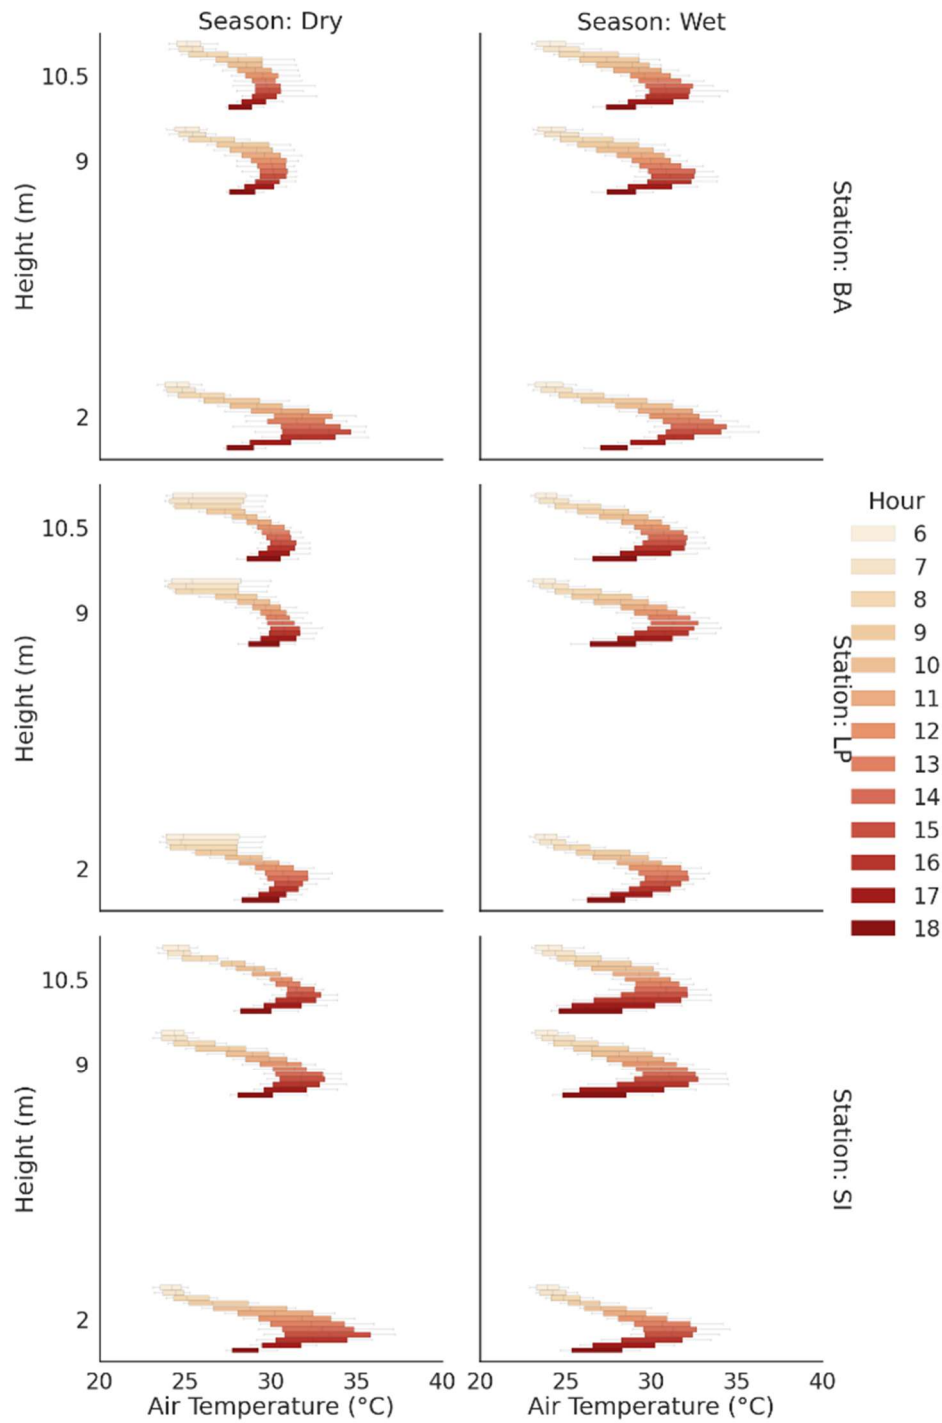 Season: Dry
Season: Wet
10.5
9
2
Height (m)
Station: BA
10.5
9
2
Height (m)
Station: LP
Hour
6
7
8
9
10
11
12
13
14
15
16
17
18
10.5
9
2
Height (m)
Station: SI
20 25 30 35 40
20 25 30 35 40
Air Temperature (°C)
Air Temperature (°C)